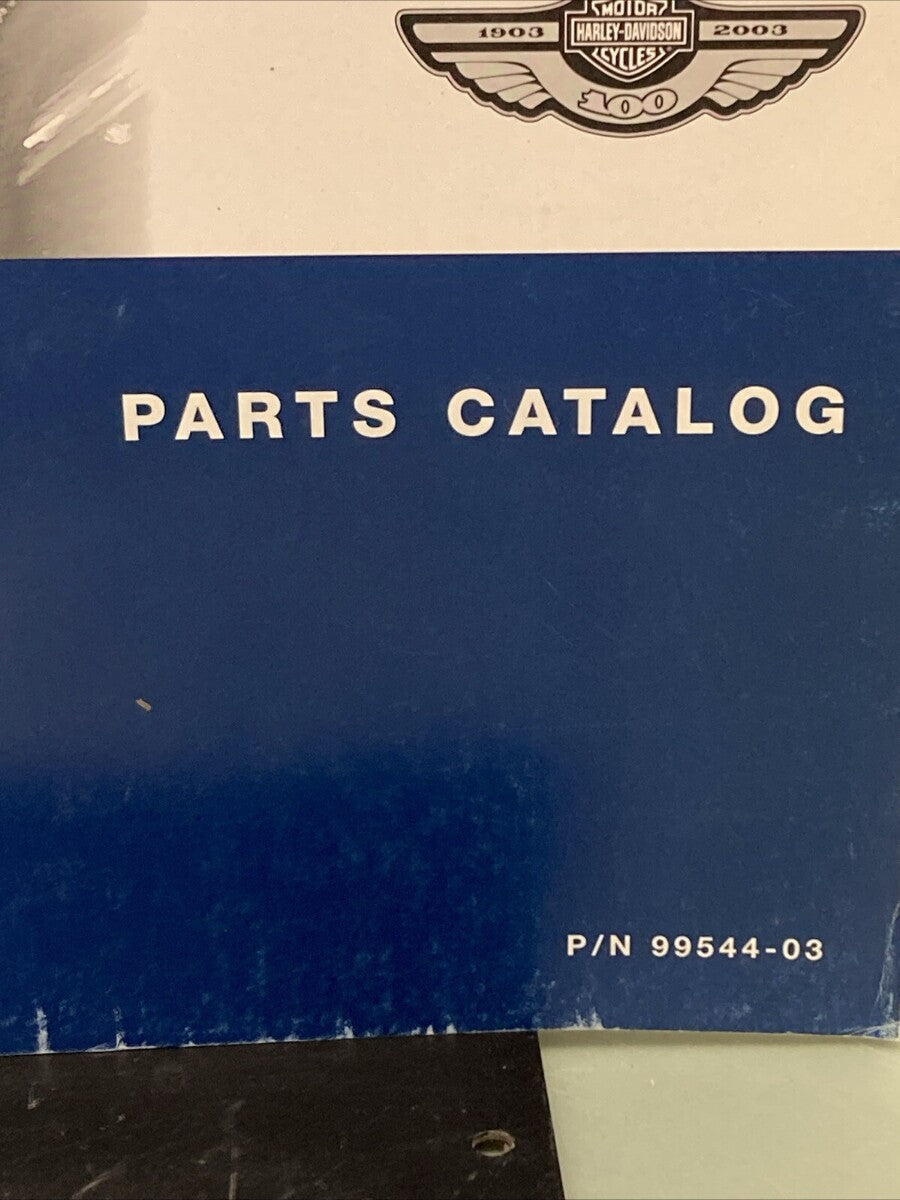 MOTOR
1903 HARLEY-DAVIDSON 2003
CYCLES
100
PARTS CATALOG
P/N 99544-03